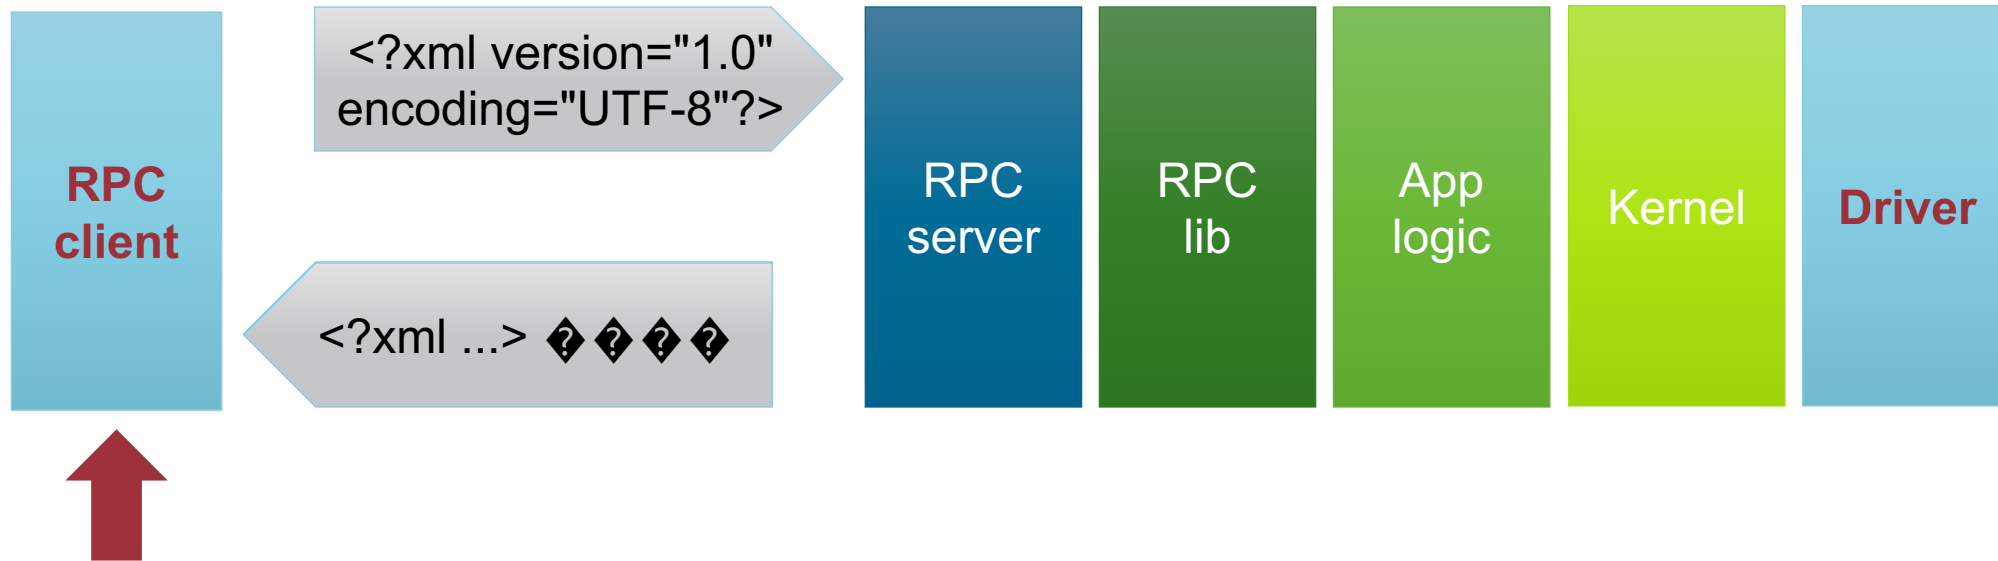 RPC
client
<?xml version="1.0"
encoding="UTF-8"?>
<?xml ...> ����
RPC
server
RPC
lib
App
logic
Kernel
Driver